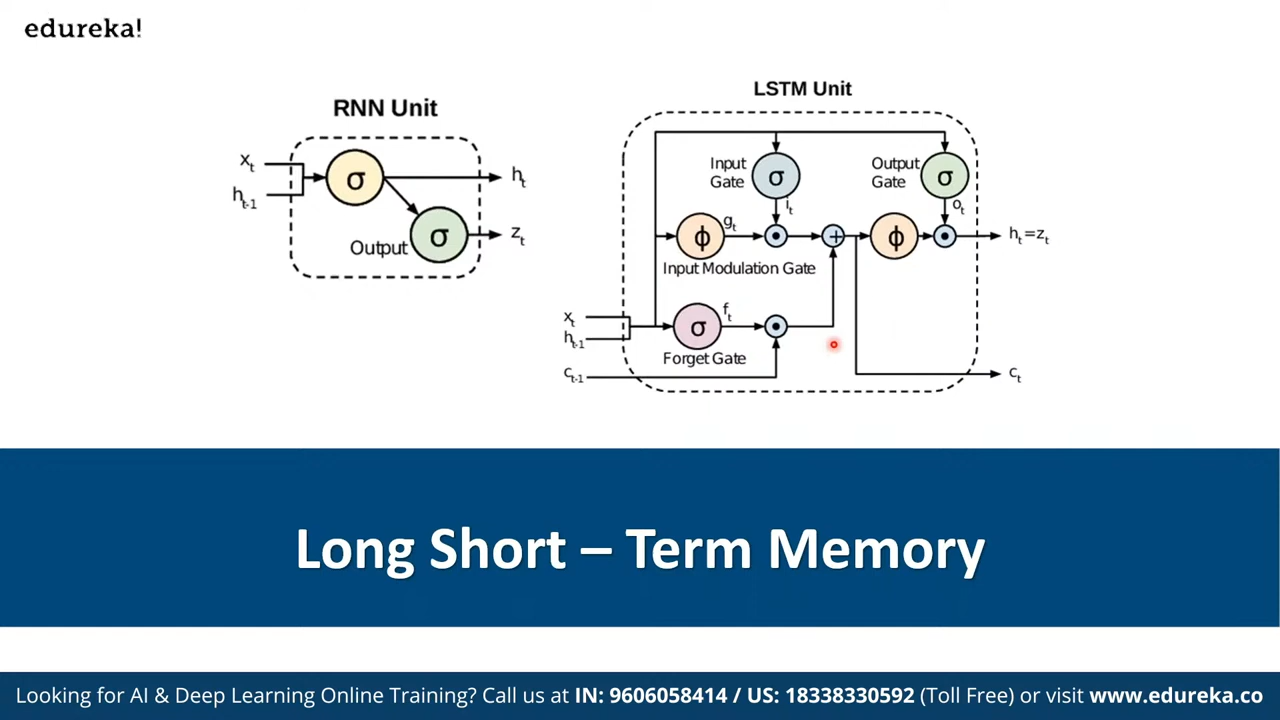 edureka!
RNN Unit
xt
ht-1
σ
ht
σ
Output
zt
LSTM Unit
Input
Gate
σ
it
Output
Gate
σ
ot
ϕ
gt
Input Modulation Gate
+
ϕ
ht=zt
xt
ht-1
σ
ft
Forget Gate
ct-1
ct
Long Short – Term Memory
Looking for AI & Deep Learning Online Training? Call us at IN: 9606058414 / US: 18338330592 (Toll Free) or visit www.edureka.co